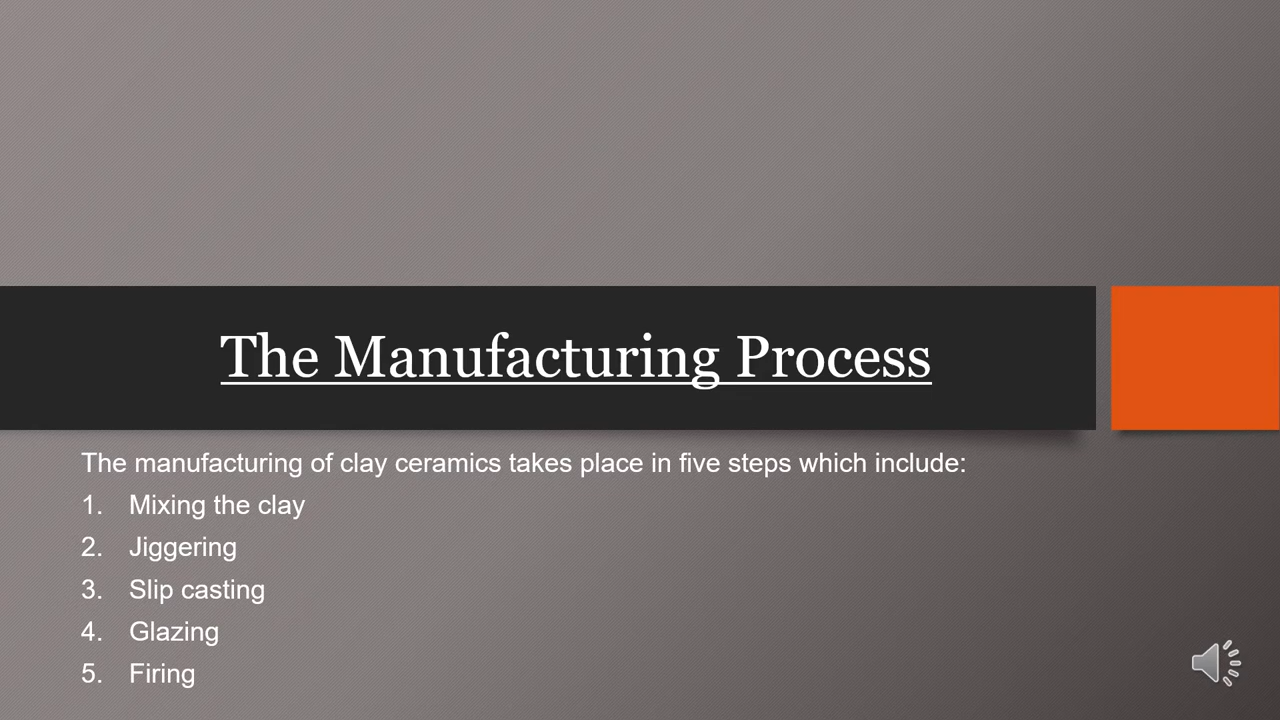 The Manufacturing Process
The manufacturing of clay ceramics takes place in five steps which include:
1. Mixing the clay
2. Jiggering
3. Slip casting
4. Glazing
5. Firing